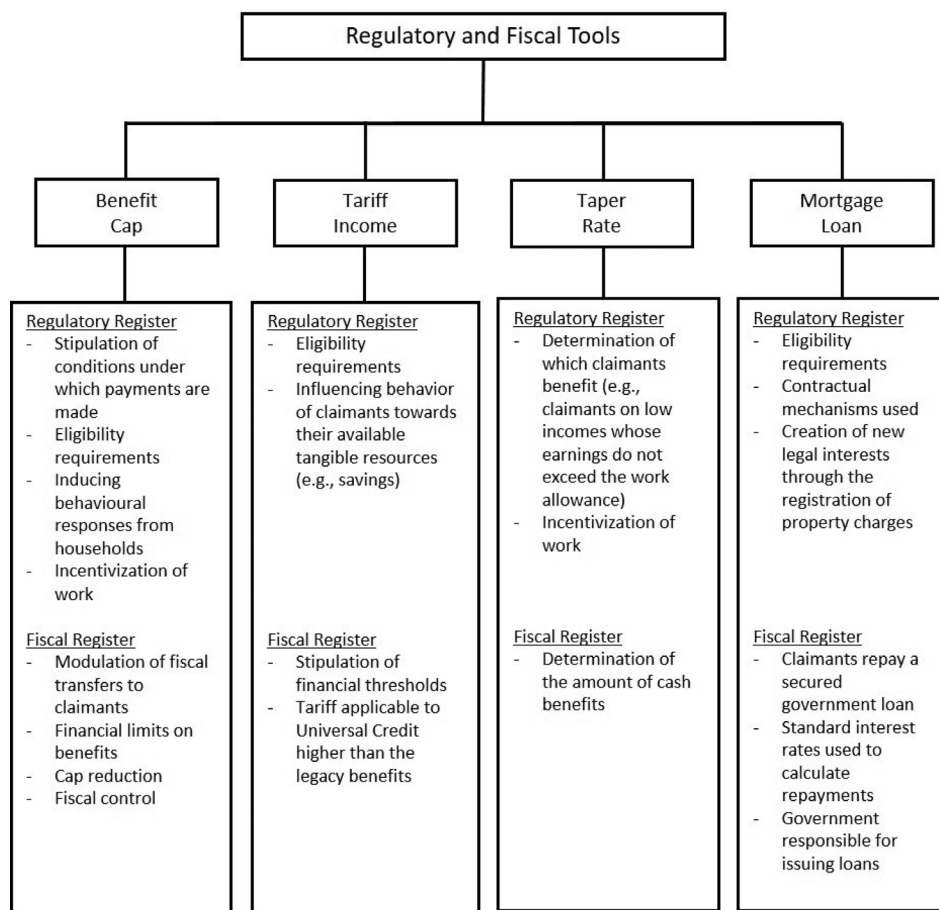 Regulatory and Fiscal Tools
Benefit
Cap
Tariff
Income
Taper
Rate
Mortgage
Loan
Regulatory Register
- Stipulation of
conditions under
which payments are
made
- Eligibility
requirements
- Inducing
behavioural
responses from
households
- Incentivization of
work
Fiscal Register
- Modulation of fiscal
transfers to
claimants
- Financial limits on
benefits
- Cap reduction
- Fiscal control
Regulatory Register
- Eligibility
requirements
- Influencing behavior
of claimants towards
their available
tangible resources
(e.g., savings)
Fiscal Register
- Stipulation of
financial thresholds
- Tariff applicable to
Universal Credit
higher than the
legacy benefits
Regulatory Register
- Determination of
which claimants
benefit (e.g.,
claimants on low
incomes whose
earnings do not
exceed the work
allowance)
- Incentivization of
work
Fiscal Register
- Determination of
the amount of cash
benefits
Regulatory Register
- Eligibility
requirements
- Contractual
mechanisms used
- Creation of new
legal interests
through the
registration of
property charges
Fiscal Register
- Claimants repay a
secured
government loan
- Standard interest
rates used to
calculate
repayments
- Government
responsible for
issuing loans